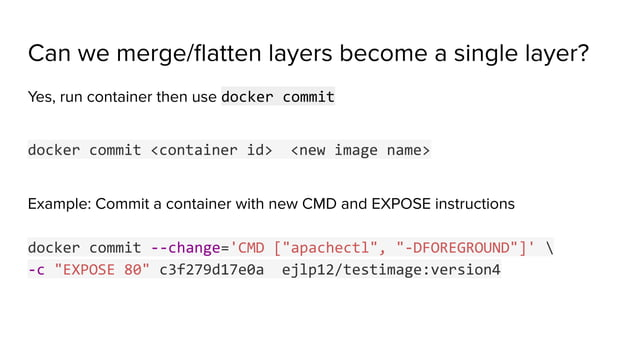 Can we merge/flatten layers become a single layer?
Yes, run container then use docker commit
docker commit <container id>  <new image name>
Example: Commit a container with new CMD and EXPOSE instructions
docker commit --change='CMD ["apachectl", "-DFOREGROUND"]' \
-c "EXPOSE 80" c3f279d17e0a  ejlp12/testimage:version4